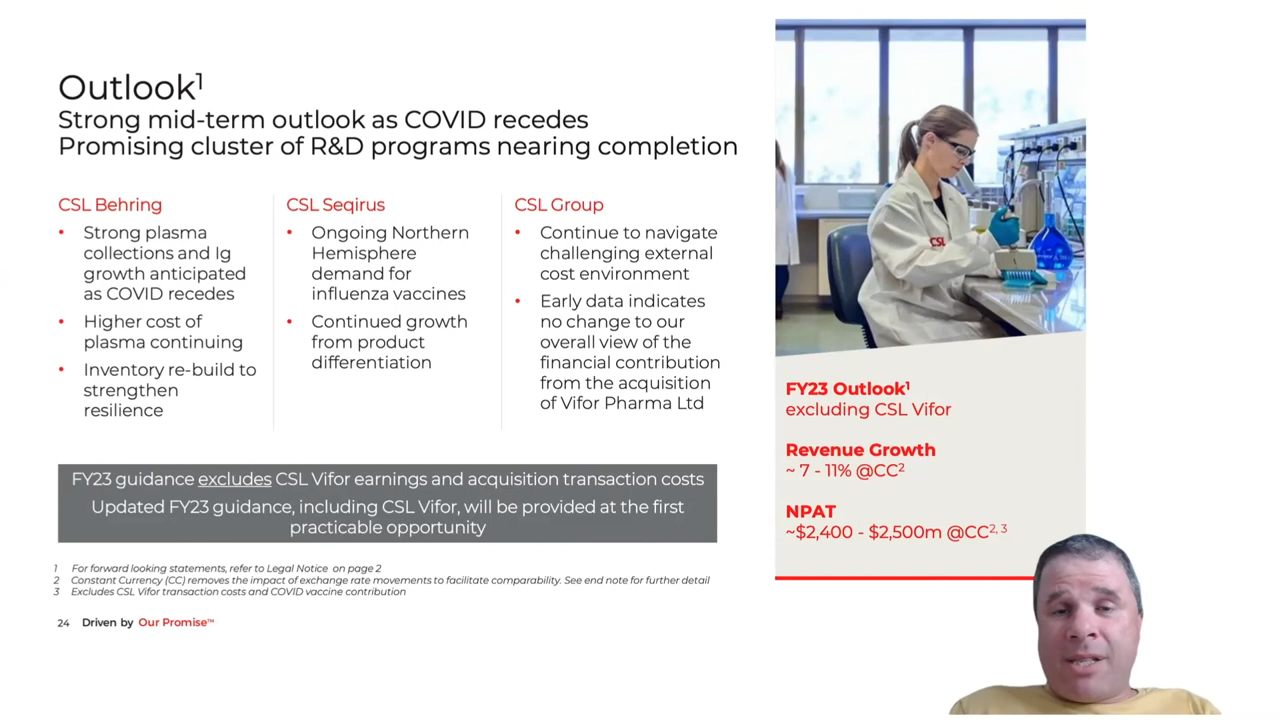 Outlook¹
Strong mid-term outlook as COVID recedes
Promising cluster of R&D programs nearing completion
CSL Behring
• Strong plasma
collections and Ig
growth anticipated
as COVID recedes
• Higher cost of
plasma continuing
• Inventory re-build to
strengthen
resilience
CSL Seqirus
• Ongoing Northern
Hemisphere
demand for
influenza vaccines
• Continued growth
from product
differentiation
CSL Group
• Continue to navigate
challenging external
cost environment
• Early data indicates
no change to our
overall view of the
financial contribution
from the acquisition
of Vifor Pharma Ltd
FY23 guidance excludes CSL Vifor earnings and acquisition transaction costs
Updated FY23 guidance, including CSL Vifor, will be provided at the first
practicable opportunity
1 For forward looking statements, refer to Legal Notice on page 2
2 Constant Currency (CC) removes the impact of exchange rate movements to facilitate comparability. See end note for further detail
3 Excludes CSL Vifor transaction costs and COVID vaccine contribution
24 Driven by Our Promise™
CSL
FY23 Outlook¹
excluding CSL Vifor
Revenue Growth
~ 7 - 11% @CC²
NPAT
~$2,400 - $2,500m @CC²,³